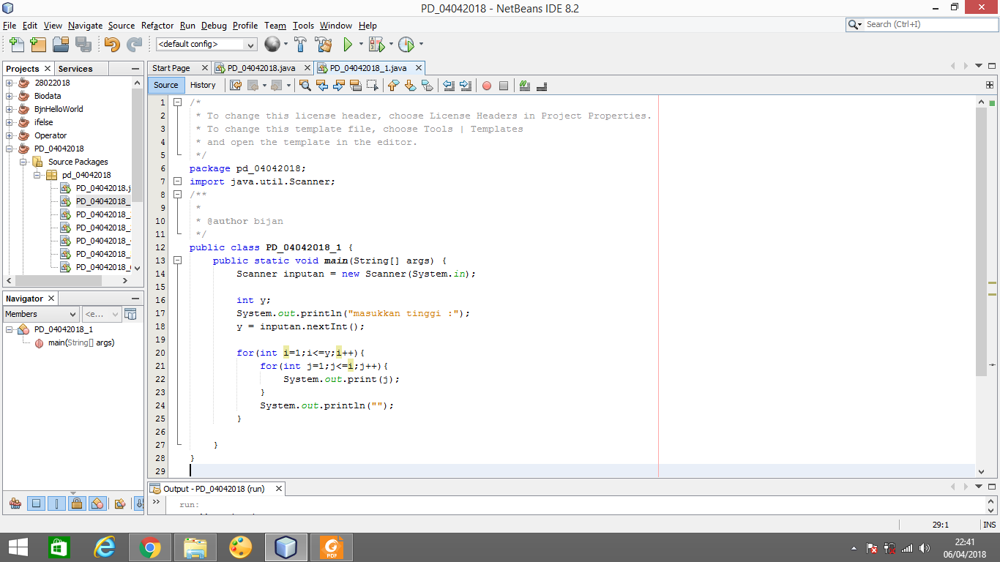 PD_04042018 - NetBeans IDE 8.2
File Edit View Navigate Source Refactor Run Debug Profile Team Tools Window Help
Search (Ctrl+I)
<default config>
Projects Services
28022018
Biodata
BjnHelloWorld
ifelse
Operator
PD_04042018
Source Packages
pd_04042018
PD_04042018.j
PD_04042018_
PD_04042018_
PD_04042018_
PD_04042018_
PD_04042018_
PD_04042018_
Navigator
Members <e...
PD_04042018_1
main(String[] args)
Start Page PD_04042018.java PD_04042018_1.java
Source History
1 /*
2 * To change this license header, choose License Headers in Project Properties.
3 * To change this template file, choose Tools | Templates
4 * and open the template in the editor.
5 */
6 package pd_04042018;
7 import java.util.Scanner;
8 /**
9 *
10 * @author bijan
11 */
12 public class PD_04042018_1 {
13 public static void main(String[] args) {
14 Scanner inputan = new Scanner(System.in);
15
16 int y;
17 System.out.println("masukkan tinggi :");
18 y = inputan.nextInt();
19
20 for(int i=1;i<=y;i++){
21 for(int j=1;j<=i;j++){
22 System.out.print(j);
23 }
24 System.out.println("");
25 }
26
27 }
28 }
29
Output - PD_04042018 (run)
run:
29:1 INS
PDF
22:41
06/04/2018